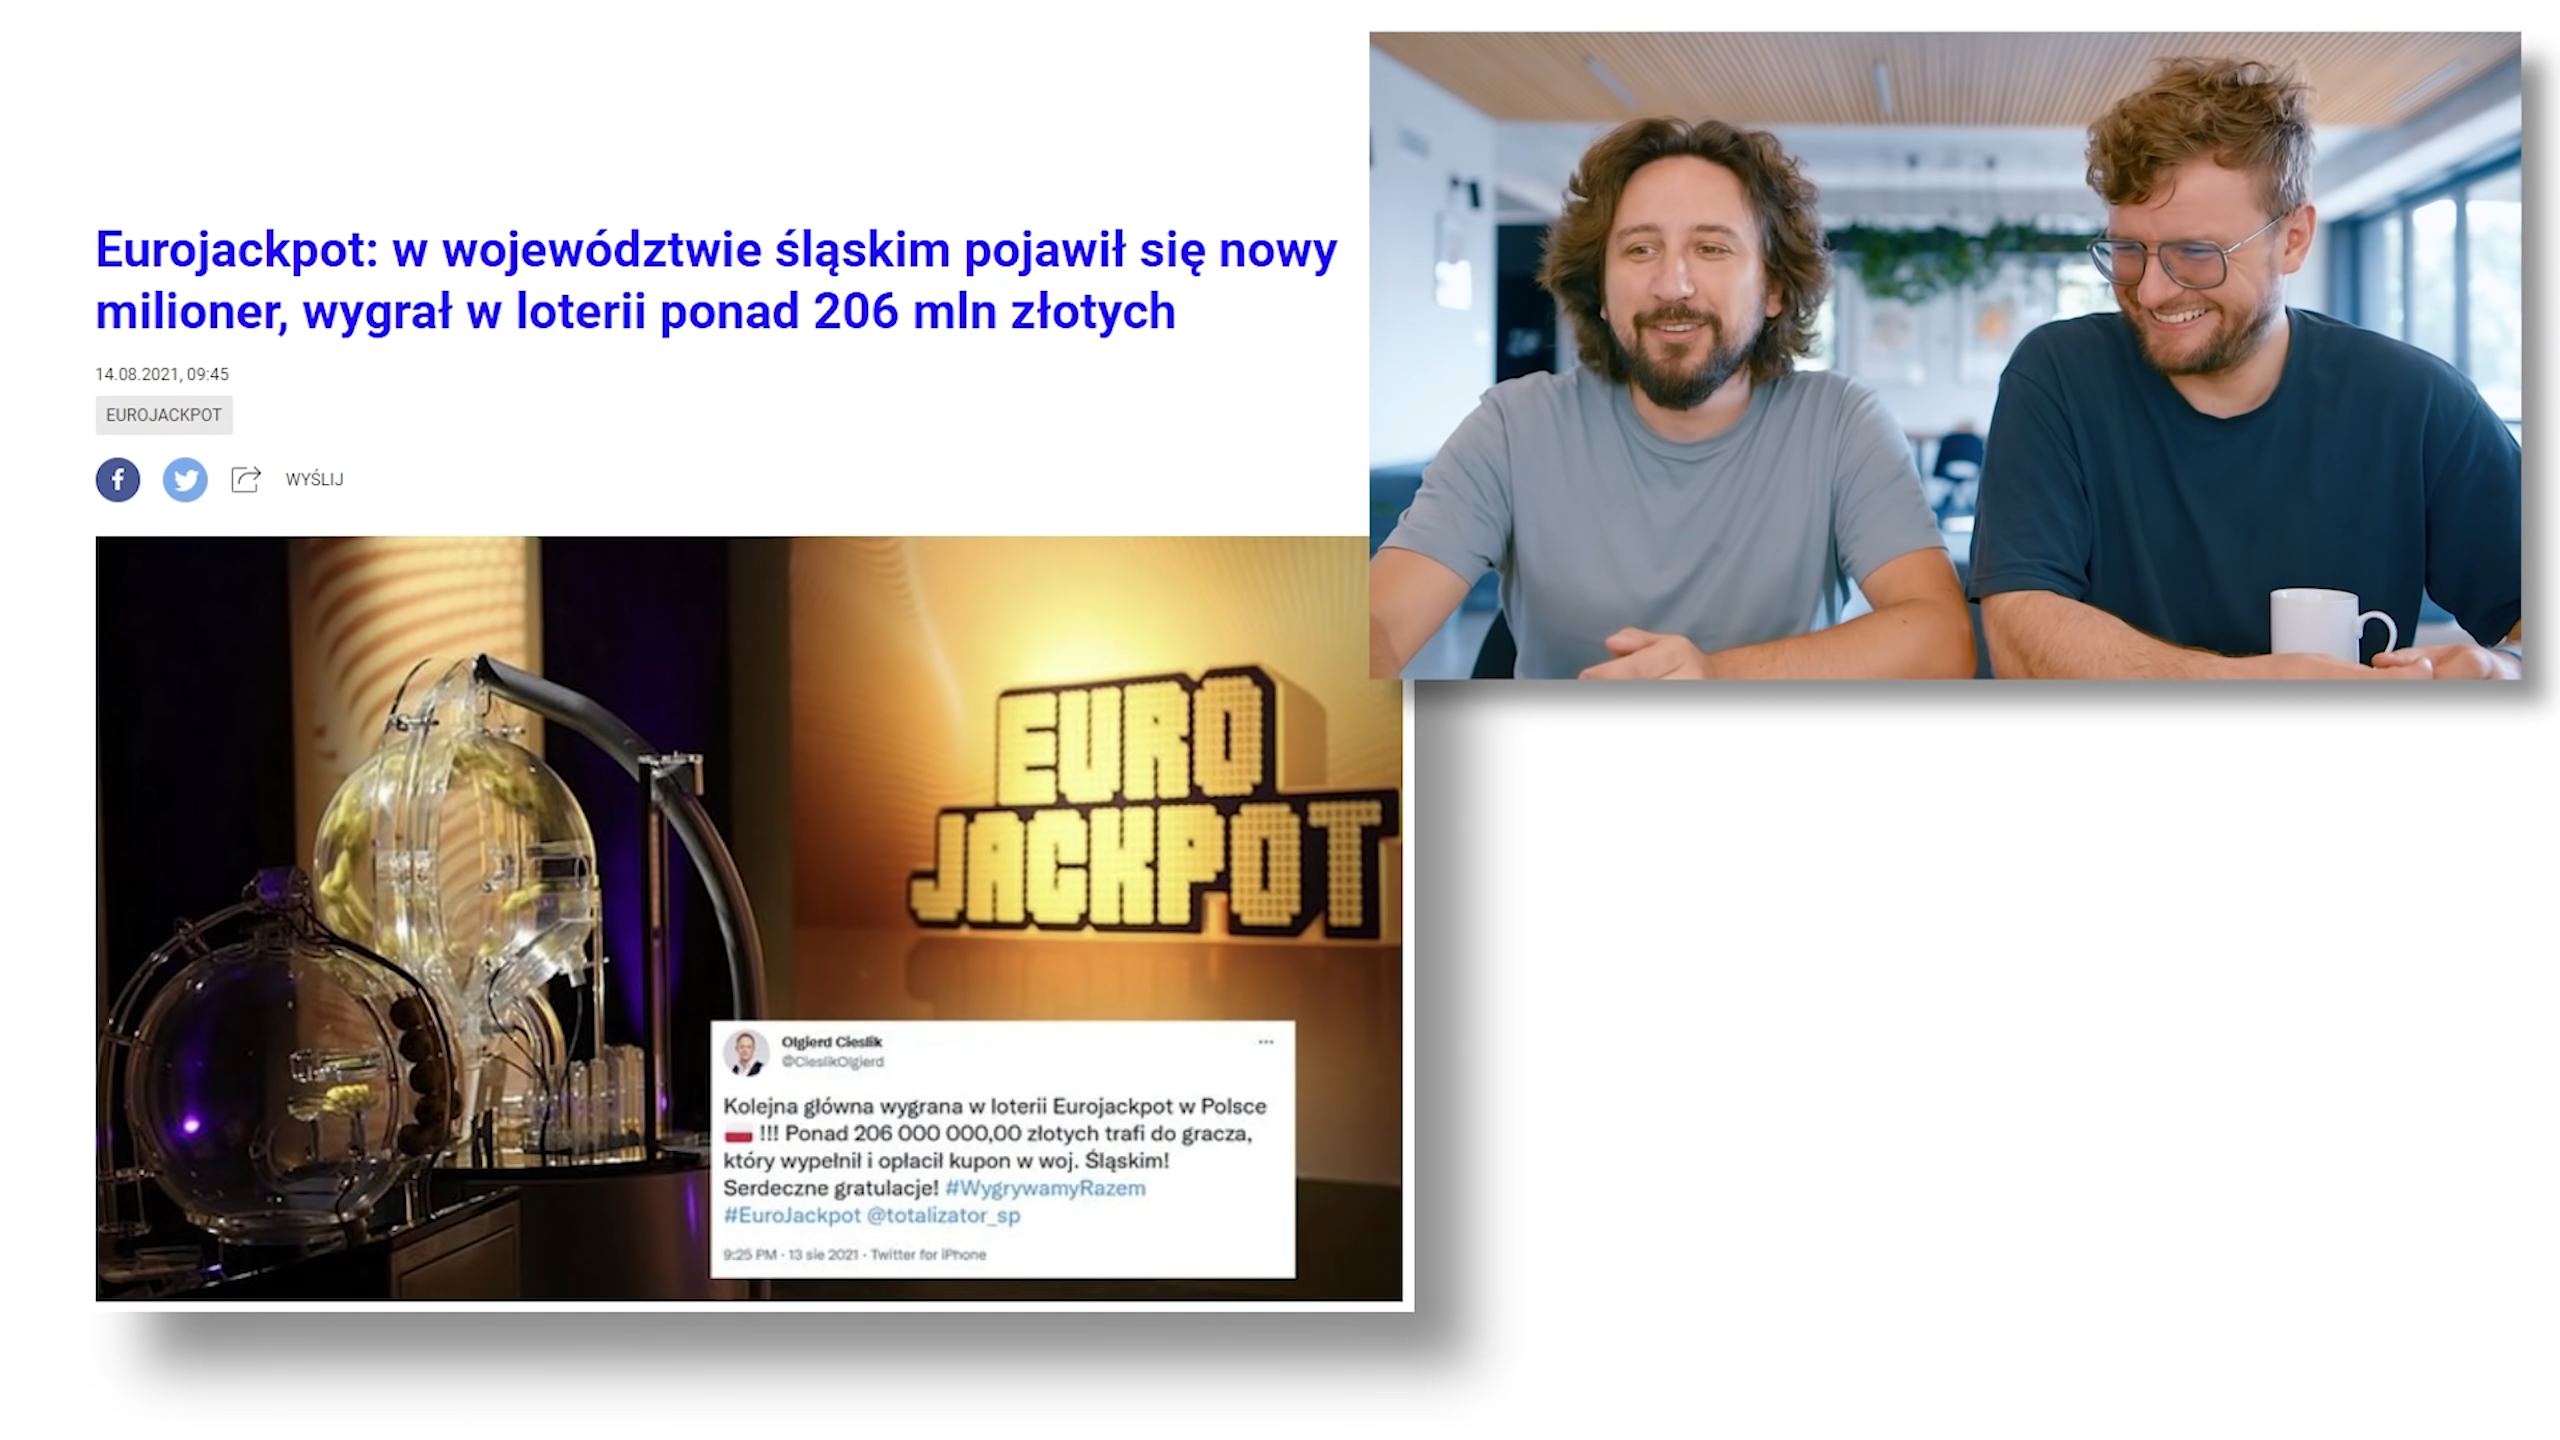 Eurojackpot: w województwie śląskim pojawił się nowy
milioner, wygrał w loterii ponad 206 mln złotych
14.08.2021, 09:45
EUROJACKPOT
WYŚLIJ
EURO
JACKPOT
Olgierd Cieslik
@CieslikOlgierd
Kolejna główna wygrana w loterii Eurojackpot w Polsce
🇵🇱 !!! Ponad 206 000 000,00 złotych trafi do gracza,
który wypełnił i opłacił kupon w woj. Śląskim!
Serdeczne gratulacje! #WygrywamyRazem
#EuroJackpot @totalizator_sp
9:25 PM · 13 sie 2021 · Twitter for iPhone